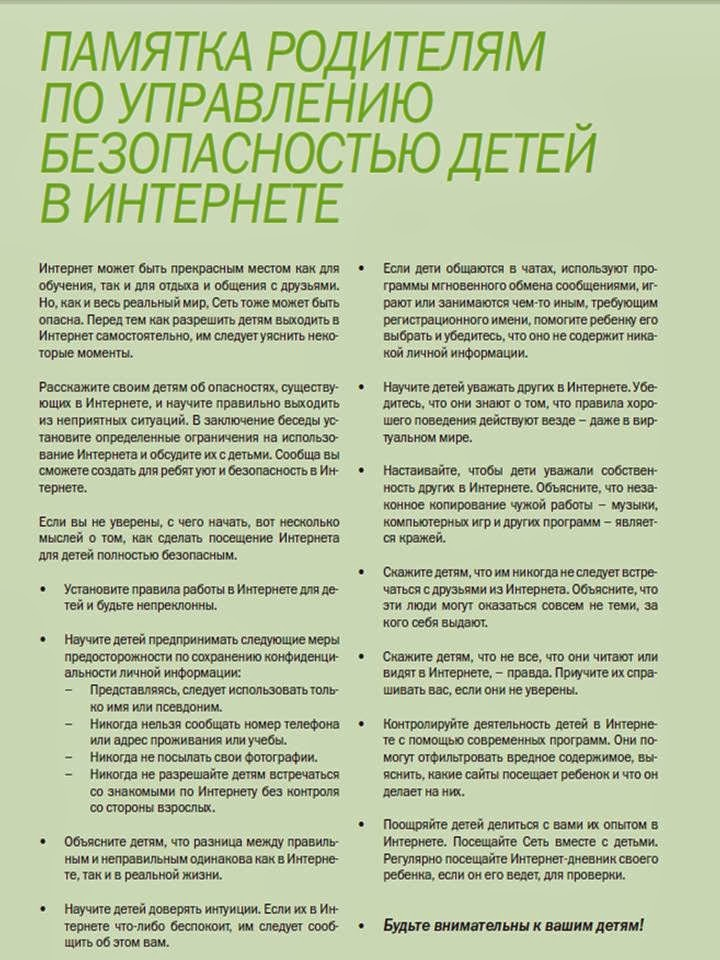 ПАМЯТКА РОДИТЕЛЯМ
ПО УПРАВЛЕНИЮ
БЕЗОПАСНОСТЬЮ ДЕТЕЙ
В ИНТЕРНЕТЕ
Интернет может быть прекрасным местом как для
обучения, так и для отдыха и общения с друзьями.
Но, как и весь реальный мир, Сеть тоже может быть
опасна. Перед тем как разрешить детям выходить в
Интернет самостоятельно, им следует уяснить неко-
торые моменты.
Расскажите своим детям об опасностях, существу-
ющих в Интернете, и научите правильно выходить
из неприятных ситуаций. В заключение беседы ус-
тановите определенные ограничения на использо-
вание Интернета и обсудите их с детьми. Сообща вы
сможете создать для ребят уют и безопасность в Ин-
тернете.
Если вы не уверены, с чего начать, вот несколько
мыслей о том, как сделать посещение Интернета
для детей полностью безопасным.
• Установите правила работы в Интернете для де-
тей и будьте непреклонны.
• Научите детей предпринимать следующие меры
предосторожности по сохранению конфиденци-
альности личной информации:
– Представляясь, следует использовать толь-
ко имя или псевдоним.
– Никогда нельзя сообщать номер телефона
или адрес проживания или учебы.
– Никогда не посылать свои фотографии.
– Никогда не разрешайте детям встречаться
со знакомыми по Интернету без контроля
со стороны взрослых.
• Объясните детям, что разница между правиль-
ным и неправильным одинакова как в Интерне-
те, так и в реальной жизни.
• Научите детей доверять интуиции. Если их в Ин-
тернете что-либо беспокоит, им следует сооб-
щить об этом вам.
• Если дети общаются в чатах, используют про-
граммы мгновенного обмена сообщениями, иг-
рают или занимаются чем-то иным, требующим
регистрационного имени, помогите ребенку его
выбрать и убедитесь, что оно не содержит ника-
кой личной информации.
• Научите детей уважать других в Интернете. Убе-
дитесь, что они знают о том, что правила хоро-
шего поведения действуют везде – даже в вир-
туальном мире.
• Настаивайте, чтобы дети уважали собствен-
ность других в Интернете. Объясните, что неза-
конное копирование чужой работы – музыки,
компьютерных игр и других программ – являет-
ся кражей.
• Скажите детям, что им никогда не следует встре-
чаться с друзьями из Интернета. Объясните, что
эти люди могут оказаться совсем не теми, за
кого себя выдают.
• Скажите детям, что не все, что они читают или
видят в Интернете, – правда. Приучите их спра-
шивать вас, если они не уверены.
• Контролируйте деятельность детей в Интерне-
те с помощью современных программ. Они по-
могут отфильтровать вредное содержимое, вы-
яснить, какие сайты посещает ребенок и что он
делает на них.
• Поощряйте детей делиться с вами их опытом в
Интернете. Посещайте Сеть вместе с детьми.
Регулярно посещайте Интернет-дневник своего
ребенка, если он его ведет, для проверки.
• Будьте внимательны к вашим детям!